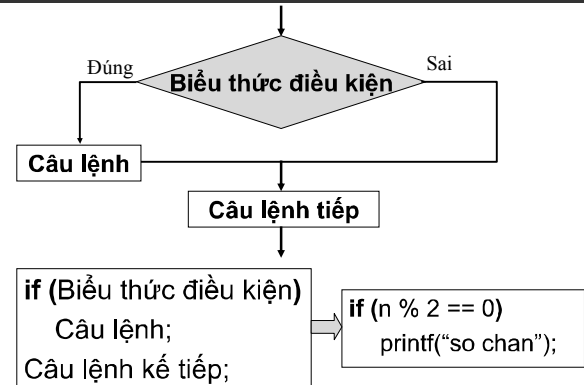 Đúng
Sai
Biểu thức điều kiện
Câu lệnh
Câu lệnh tiếp
if (Biểu thức điều kiện)
Câu lệnh;
Câu lệnh kế tiếp;
if (n % 2 == 0)
printf(“so chan”);